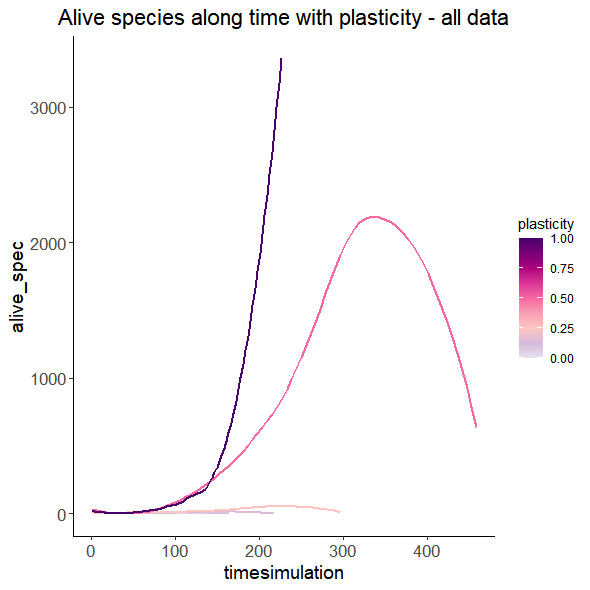 Alive species along time with plasticity - all data
alive_spec
3000
2000
1000
0
0 100 200 300 400
timesimulation
plasticity
1.00
0.75
0.50
0.25
0.00